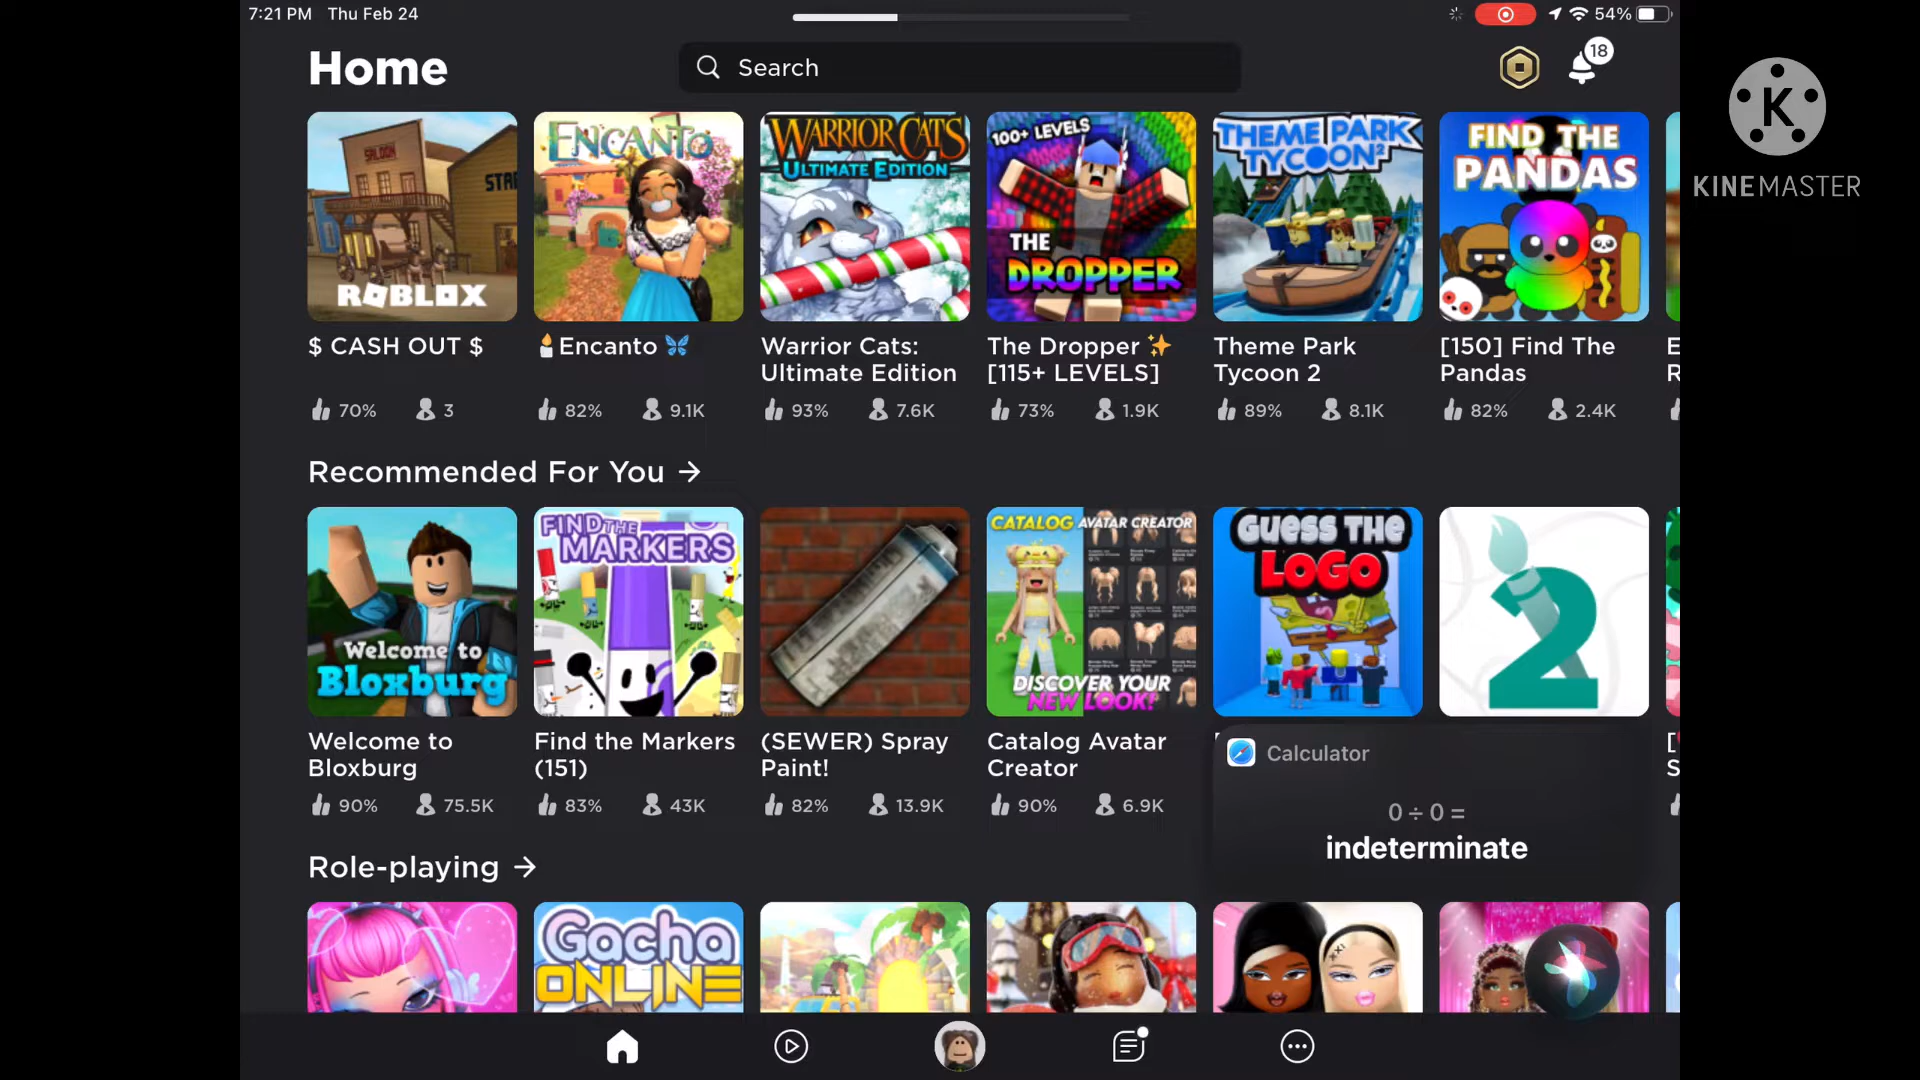 7:21 PM Thu Feb 24
54%
Home
Search
18
K
KINEMASTER
SALOON
ROBLOX
ENCANTO
WARRIOR CATS
ULTIMATE EDITION
100+ LEVELS
THE
DROPPER
THEME PARK
TYCOON 2
FIND THE
PANDAS
$ CASH OUT $
Encanto
Warrior Cats:
Ultimate Edition
The Dropper
[115+ LEVELS]
Theme Park
Tycoon 2
[150] Find The
Pandas
E
R
70% 3
82% 9.1K
93% 7.6K
73% 1.9K
89% 8.1K
82% 2.4K
Recommended For You →
Welcome to
Bloxburg
FIND THE
MARKERS
CATALOG AVATAR CREATOR
DISCOVER YOUR
NEW LOOK!
GUESS THE
LOGO
2
Welcome to
Bloxburg
Find the Markers
(151)
(SEWER) Spray
Paint!
Catalog Avatar
Creator
90% 75.5K
83% 43K
82% 13.9K
90% 6.9K
Calculator
0 ÷ 0 =
indeterminate
Role-playing →
Gacha
ONLINE